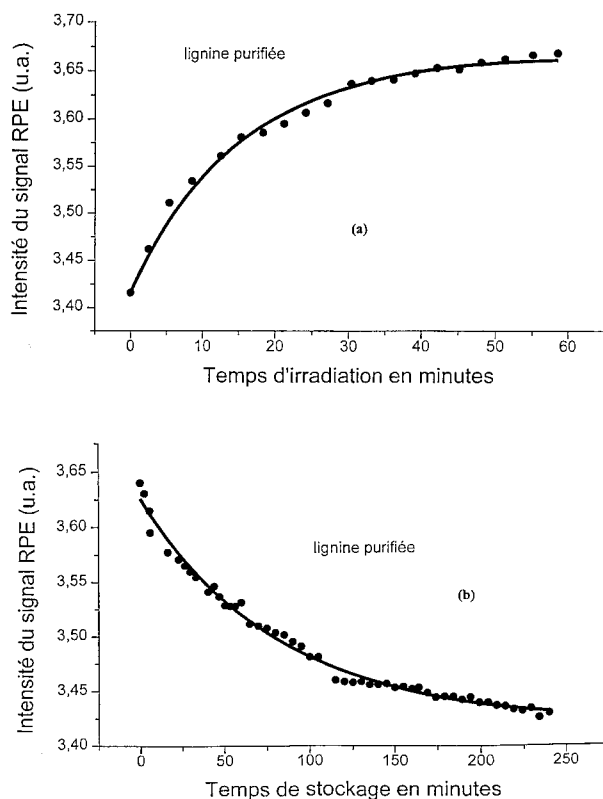 3,70
lignine purifiée
3,65
3,60
3,55
3,50
(a)
3,45
3,40
Intensité du signal RPE (u.a.)
0 10 20 30 40 50 60
Temps d'irradiation en minutes
3,65
3,60
lignine purifiée
3,55
(b)
3,50
3,45
3,40
Intensité du signal RPE (u.a.)
0 50 100 150 200 250
Temps de stockage en minutes